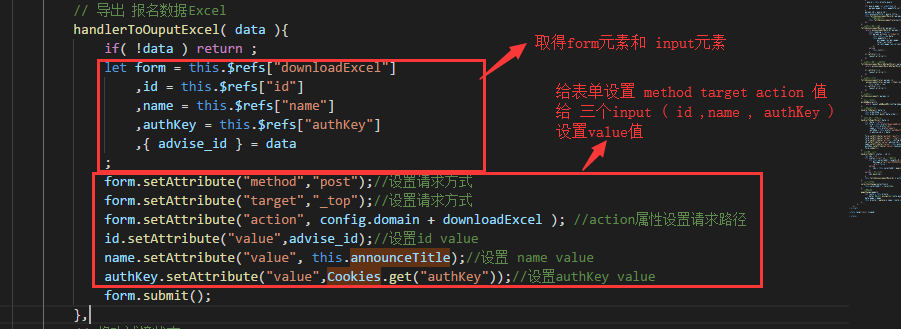 // 导出 报名数据Excel
handlerToOuputExcel( data ){
if( !data ) return ;
let form = this.$refs["downloadExcel"]
,id = this.$refs["id"]
,name = this.$refs["name"]
,authKey = this.$refs["authKey"]
,{ advise_id } = data
;
取得form元素和 input元素
给表单设置 method target action 值
给 三个input ( id ,name , authKey )
设置value值
form.setAttribute("method","post");//设置请求方式
form.setAttribute("target","_top");//设置请求方式
form.setAttribute("action", config.domain + downloadExcel ); //action属性设置请求路径
id.setAttribute("value",advise_id);//设置id value
name.setAttribute("value", this.announceTitle);//设置 name value
authKey.setAttribute("value",Cookies.get("authKey"));//设置authKey value
form.submit();
},